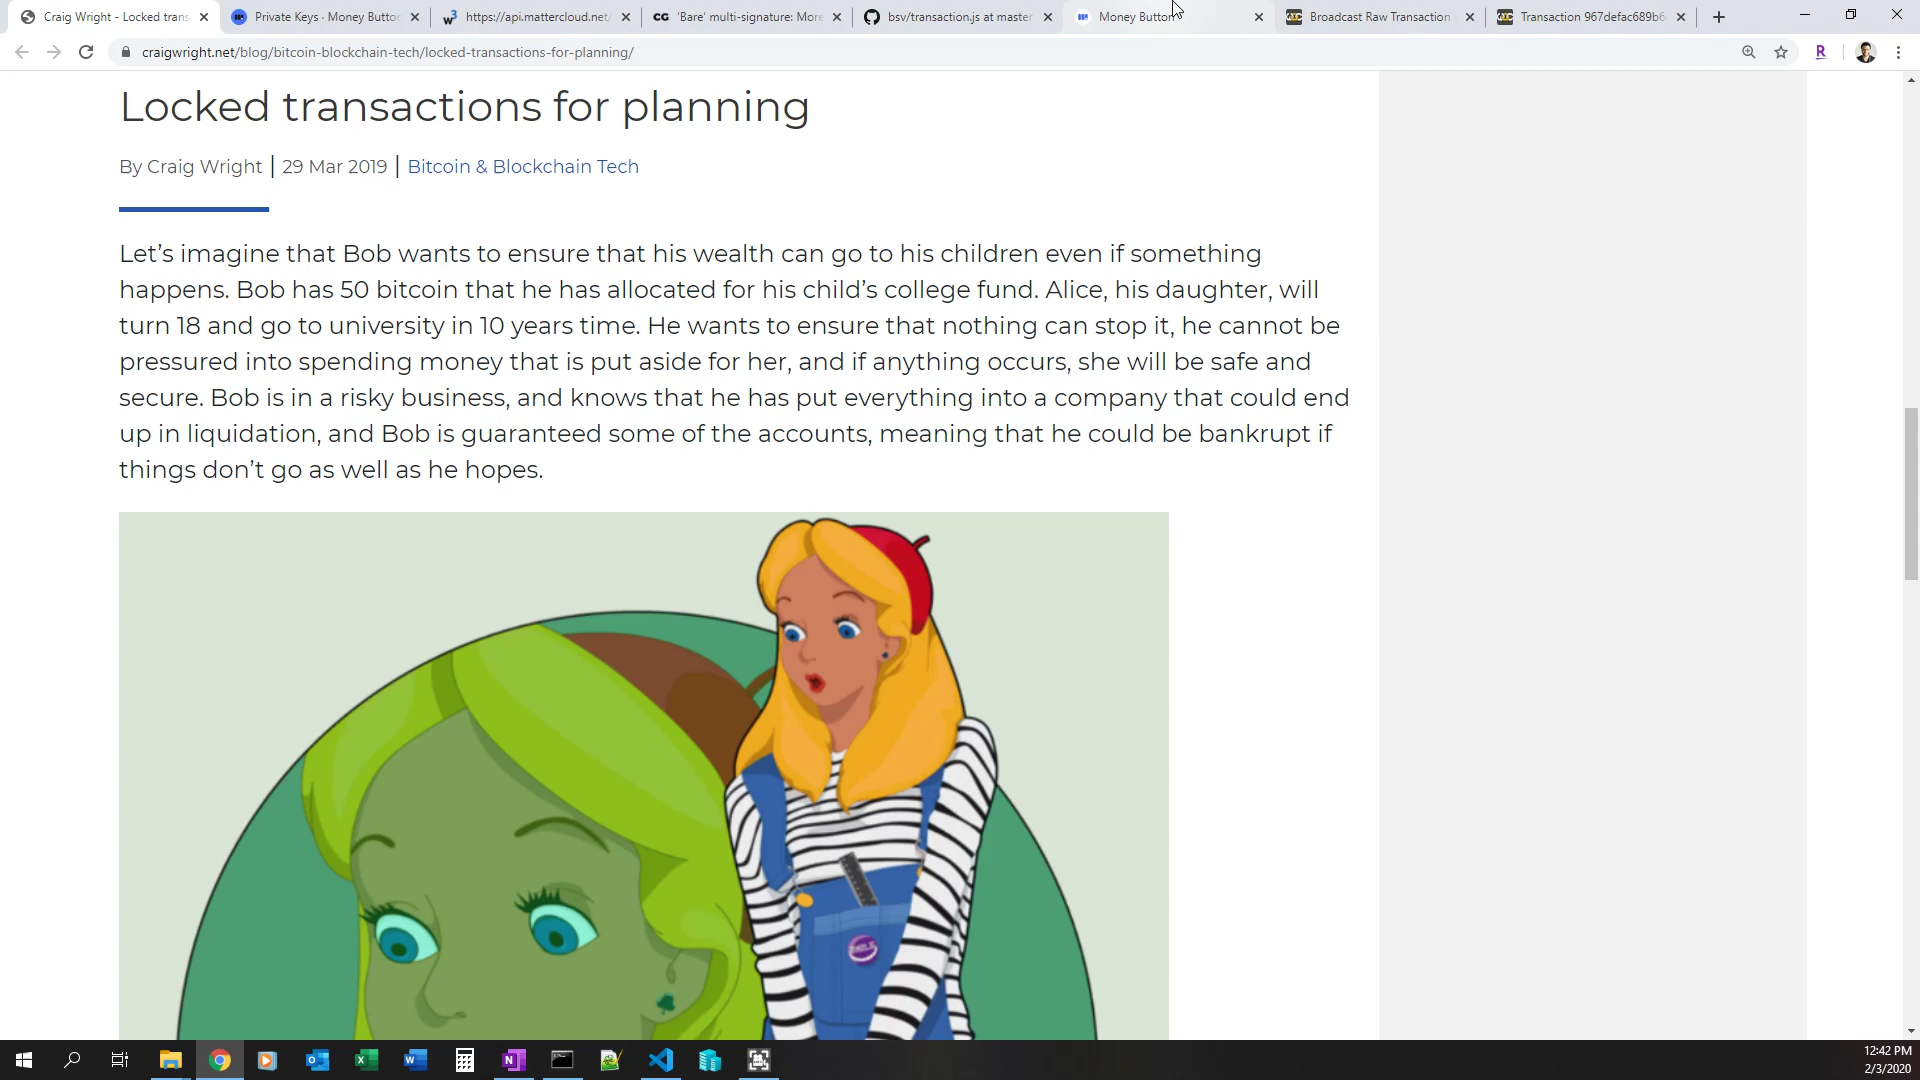 Craig Wright - Locked trans
Private Keys · Money Button
https://api.mattercloud.net/
'Bare' multi-signature: More
bsv/transaction.js at master
Money Button
Broadcast Raw Transaction
Transaction 967defac689b6
craigwright.net/blog/bitcoin-blockchain-tech/locked-transactions-for-planning/
Locked transactions for planning
By Craig Wright | 29 Mar 2019 | Bitcoin & Blockchain Tech
Let’s imagine that Bob wants to ensure that his wealth can go to his children even if something
happens. Bob has 50 bitcoin that he has allocated for his child’s college fund. Alice, his daughter, will
turn 18 and go to university in 10 years time. He wants to ensure that nothing can stop it, he cannot be
pressured into spending money that is put aside for her, and if anything occurs, she will be safe and
secure. Bob is in a risky business, and knows that he has put everything into a company that could end
up in liquidation, and Bob is guaranteed some of the accounts, meaning that he could be bankrupt if
things don’t go as well as he hopes.
12:42 PM
2/3/2020